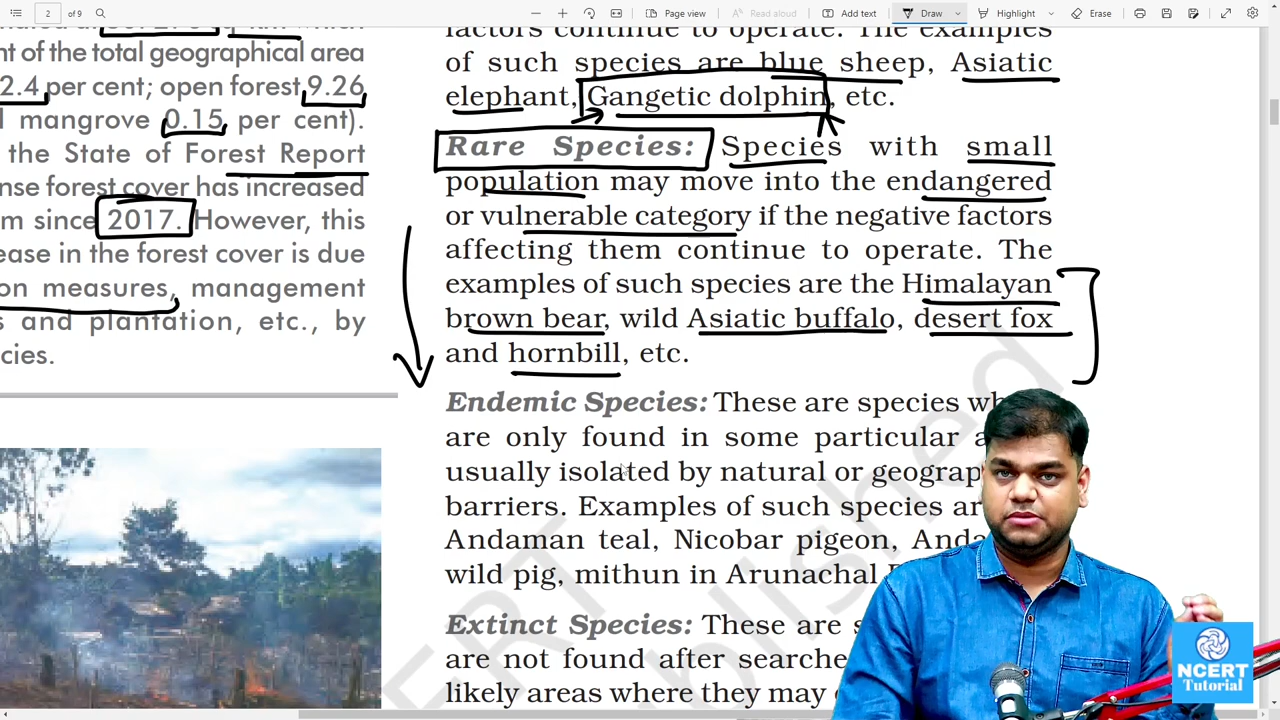 2
of 9
Page view
Read aloud
Add text
Draw
Highlight
Erase
nt of the total geographical area
2.4 per cent; open forest 9.26
mangrove 0.15 per cent).
the State of Forest Report
nse forest cover has increased
m since 2017. However, this
ease in the forest cover is due
on measures, management
s and plantation, etc., by
cies.
factors continue to operate. The examples
of such species are blue sheep, Asiatic
elephant, Gangetic dolphin, etc.
Rare Species: Species with small
population may move into the endangered
or vulnerable category if the negative factors
affecting them continue to operate. The
examples of such species are the Himalayan
brown bear, wild Asiatic buffalo, desert fox
and hornbill, etc.
Endemic Species: These are species wh
are only found in some particular a
usually isolated by natural or geograp
barriers. Examples of such species ar
Andaman teal, Nicobar pigeon, Anda
wild pig, mithun in Arunachal
Extinct Species: These are s
are not found after searche
likely areas where they may
NCERT
Tutorial